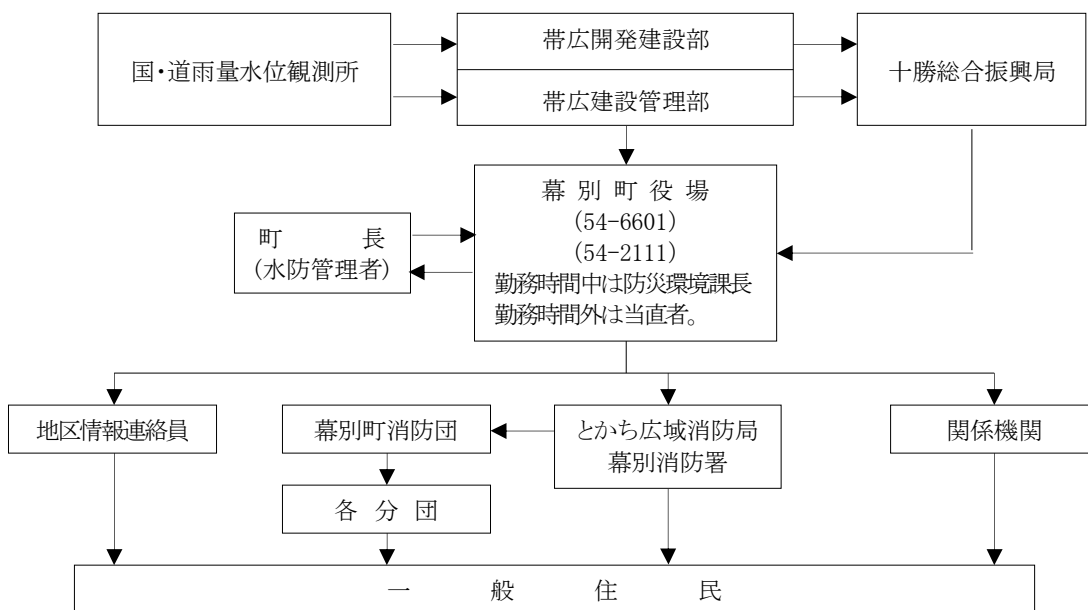 帯広開発建設部
国・道雨量水位観測所
十勝総合振興局
帯広建設管理部
幕別町役場
(54-6601)
(54-2111)
勤務時間中は防災環境課長
勤務時間外は当直者。
町長
(水防管理者)
地区情報連絡員
幕別町消防団
とかち広域消防局
幕別消防署
関係機関
各分団
一般住民